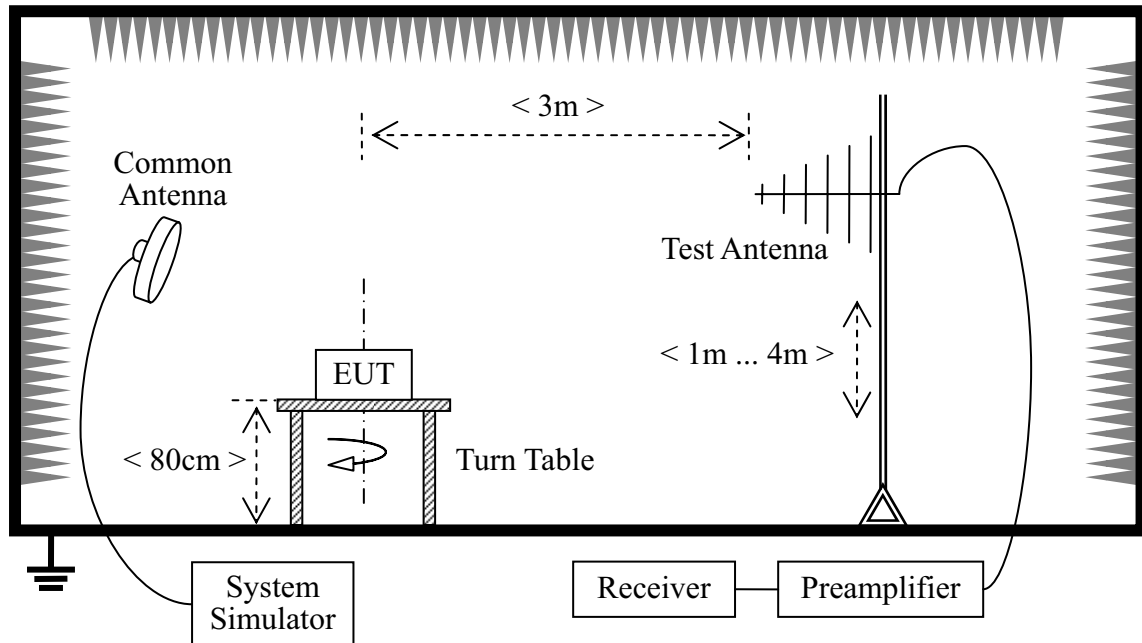 < 3m >
Common
Antenna
Test Antenna
< 1m ... 4m >
EUT
< 80cm >
Turn Table
System
Simulator
Receiver
Preamplifier